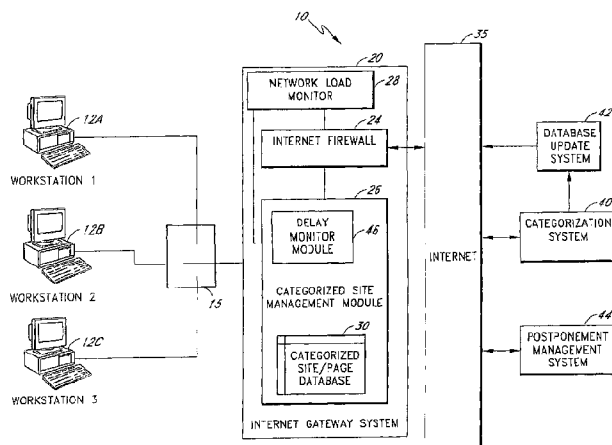 10
35
20
NETWORK LOAD
MONITOR
28
24
INTERNET FIREWALL
42
DATABASE
UPDATE
SYSTEM
12A
WORKSTATION 1
26
DELAY
MONITOR
MODULE
46
40
CATEGORIZATION
SYSTEM
12B
WORKSTATION 2
15
CATEGORIZED SITE
MANAGEMENT MODULE
INTERNET
44
POSTPONEMENT
MANAGEMENT
SYSTEM
30
CATEGORIZED
SITE/PAGE
DATABASE
12C
WORKSTATION 3
INTERNET GATEWAY SYSTEM